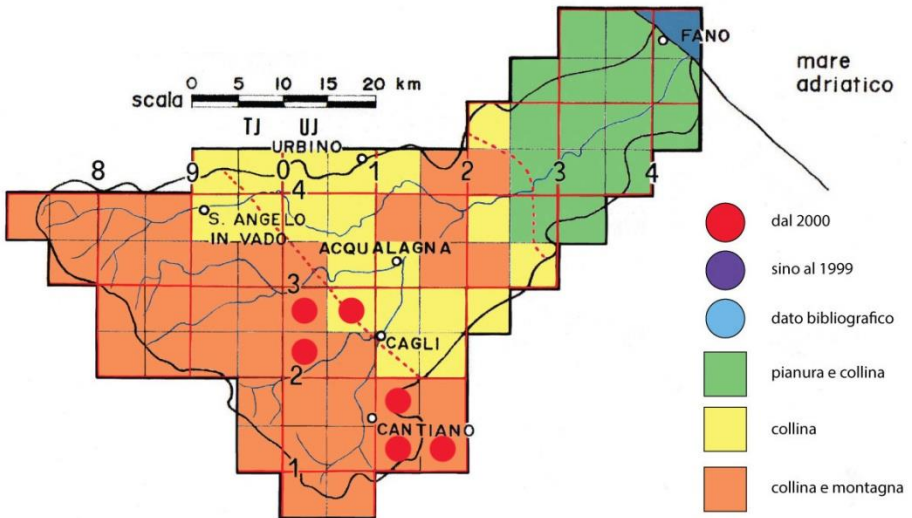 FANO
mare
adriatico
0 5 10 15 20 km
scala
TJ UJ
URBINO
8 9 0 1 2 3 4
4
S. ANGELO
IN VADO
ACQUALAGNA
3
CAGLI
2
CANTIANO
1
dal 2000
sino al 1999
dato bibliografico
pianura e collina
collina
collina e montagna